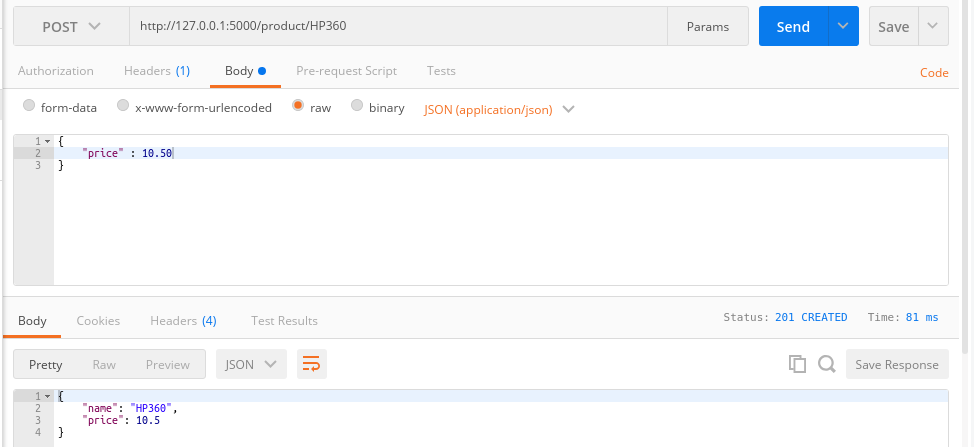 POST http://127.0.0.1:5000/product/HP360 Params Send Save
Authorization Headers (1) Body Pre-request Script Tests Code
form-data x-www-form-urlencoded raw binary JSON (application/json)
1 {
2 "price" : 10.50
3 }
Body Cookies Headers (4) Test Results Status: 201 CREATED Time: 81 ms
Pretty Raw Preview JSON Save Response
1 {
2 "name": "HP360",
3 "price": 10.5
4 }